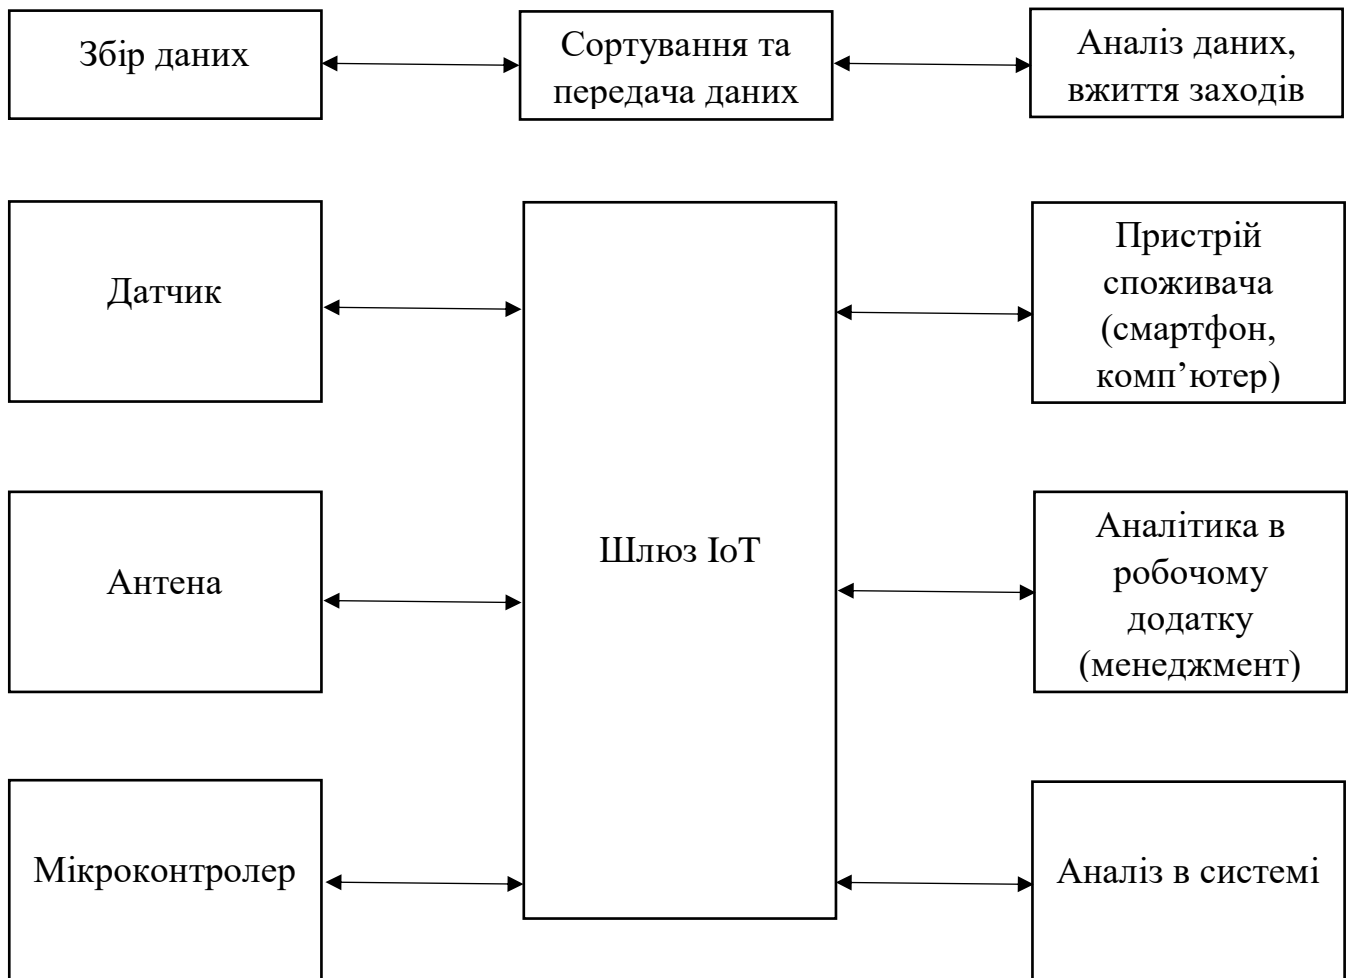 Збір даних
Сортування та
передача даних
Аналіз даних,
вжиття заходів
Датчик
Пристрій
споживача
(смартфон,
комп’ютер)
Антена
Шлюз IoT
Аналітика в
робочому
додатку
(менеджмент)
Мікроконтролер
Аналіз в системі